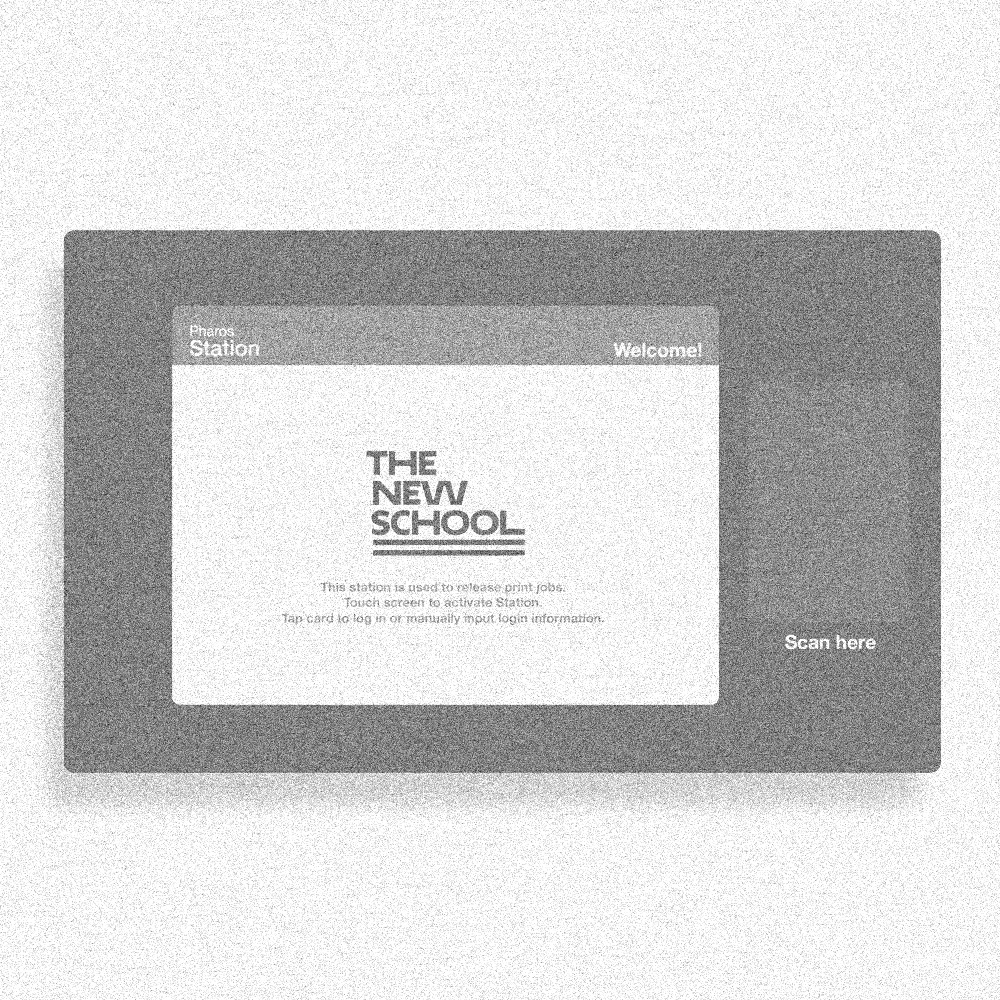 Pharos
Station
Welcome!
THE
NEW
SCHOOL
This station is used to release print jobs.
Touch screen to activate Station.
Tap card to log in or manually input login information.
Scan here